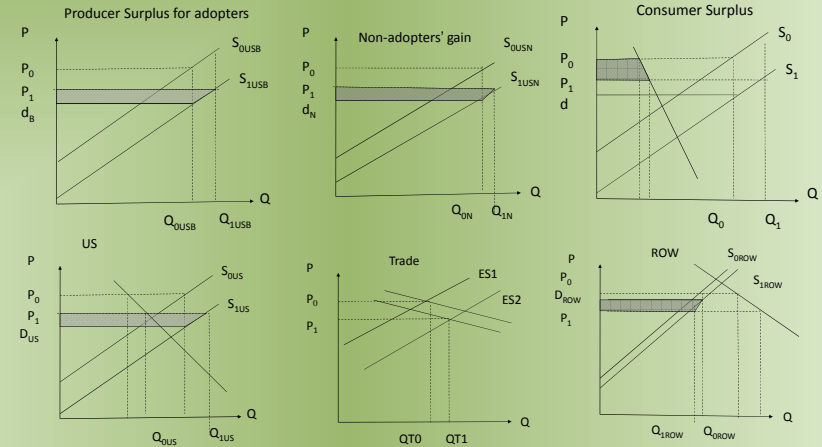 Producer Surplus for adopters
P
S0USB
P0
S1USB
P1
dB
Q
Q0USB Q1USB
Non-adopters' gain
P
S0USN
P0
S1USN
P1
dN
Q
Q0N Q1N
Consumer Surplus
P
S0
P0
S1
P1
d
Q
Q0 Q1
US
P
S0US
P0
S1US
P1
DUS
Q
Q0US Q1US
Trade
P
ES1
P0
ES2
P1
Q
QT0 QT1
ROW
P
S0ROW
P0
S1ROW
DROW
P1
Q
Q1ROW Q0ROW